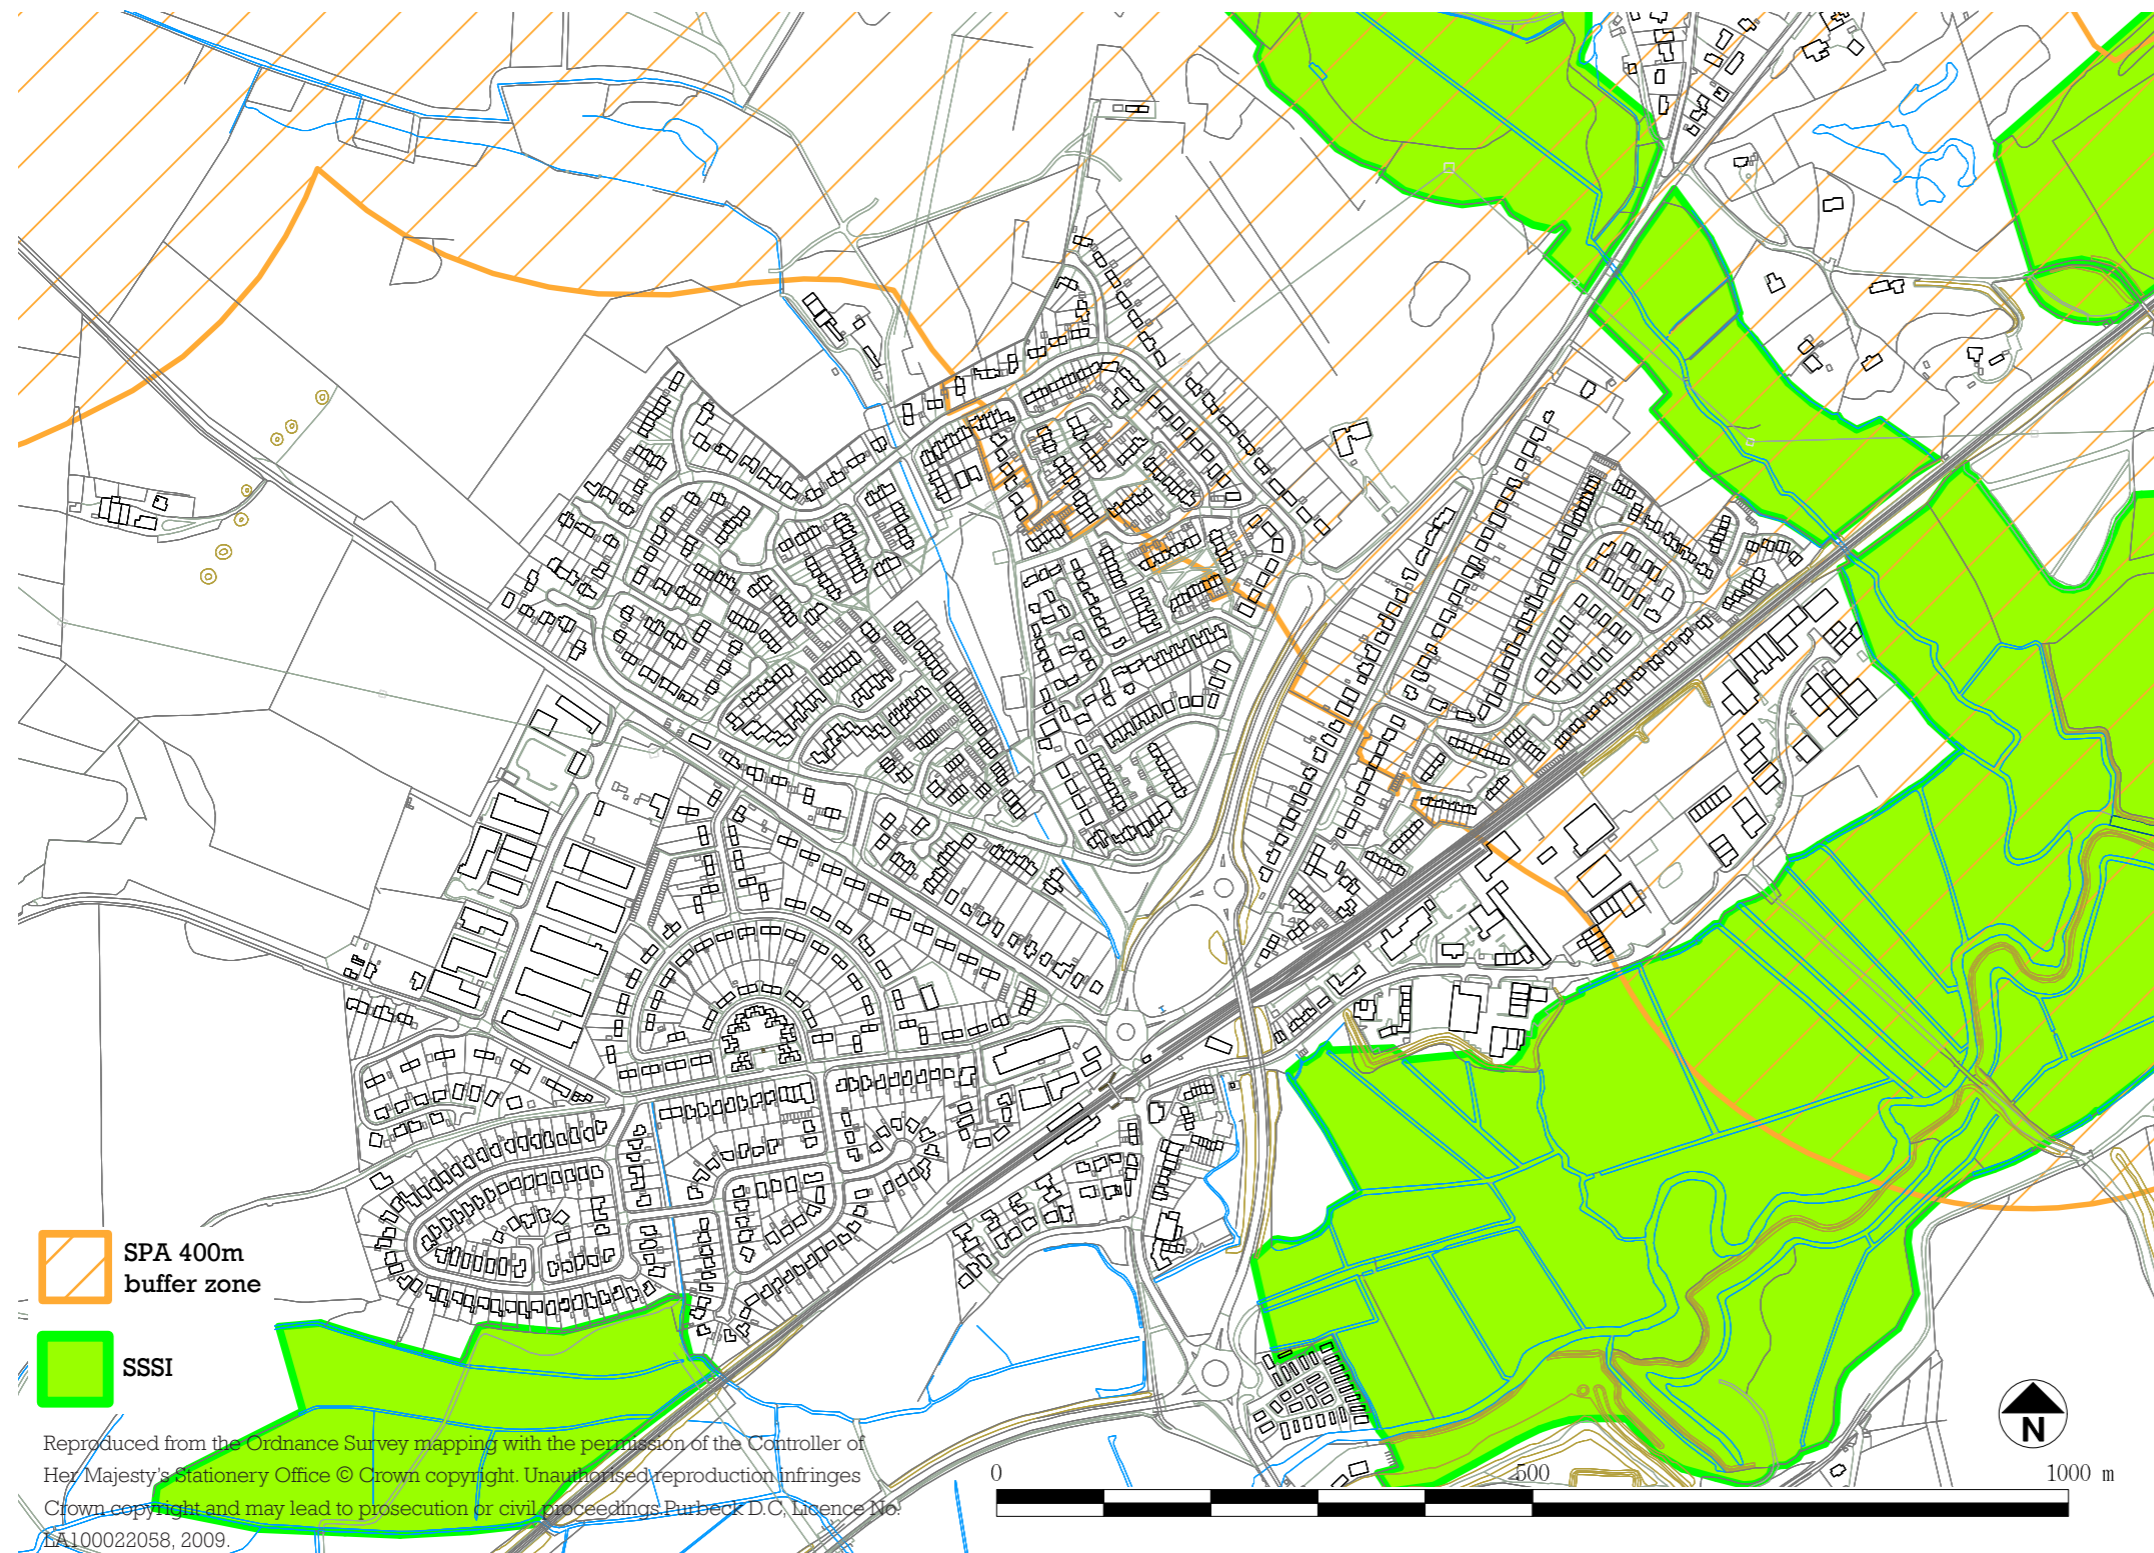 SPA 400m
buffer zone
SSSI
Reproduced from the Ordnance Survey mapping with the permission of the Controller of
Her Majesty's Stationery Office © Crown copyright. Unauthorised reproduction infringes
Crown copyright and may lead to prosecution or civil proceedings.Purbeck D.C, Licence No.
LA100022058, 2009.
0 500 1000 m
N